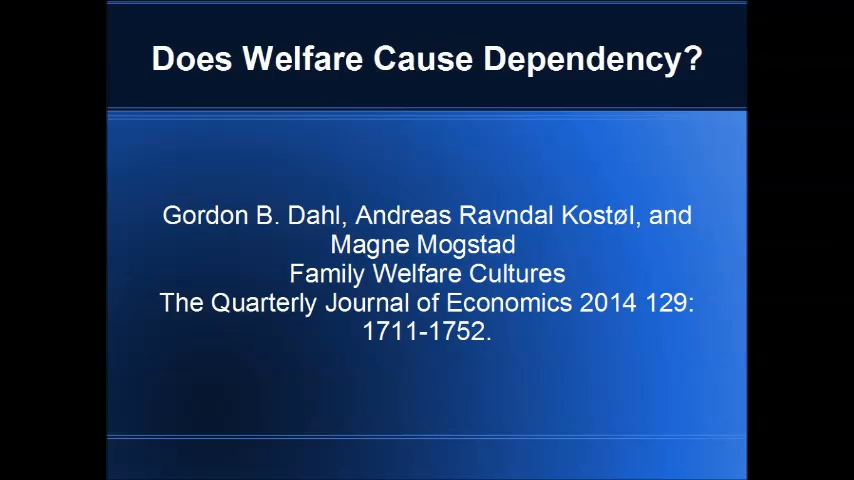 Does Welfare Cause Dependency?
Gordon B. Dahl, Andreas Ravndal Kostøl, and
Magne Mogstad
Family Welfare Cultures
The Quarterly Journal of Economics 2014 129:
1711-1752.